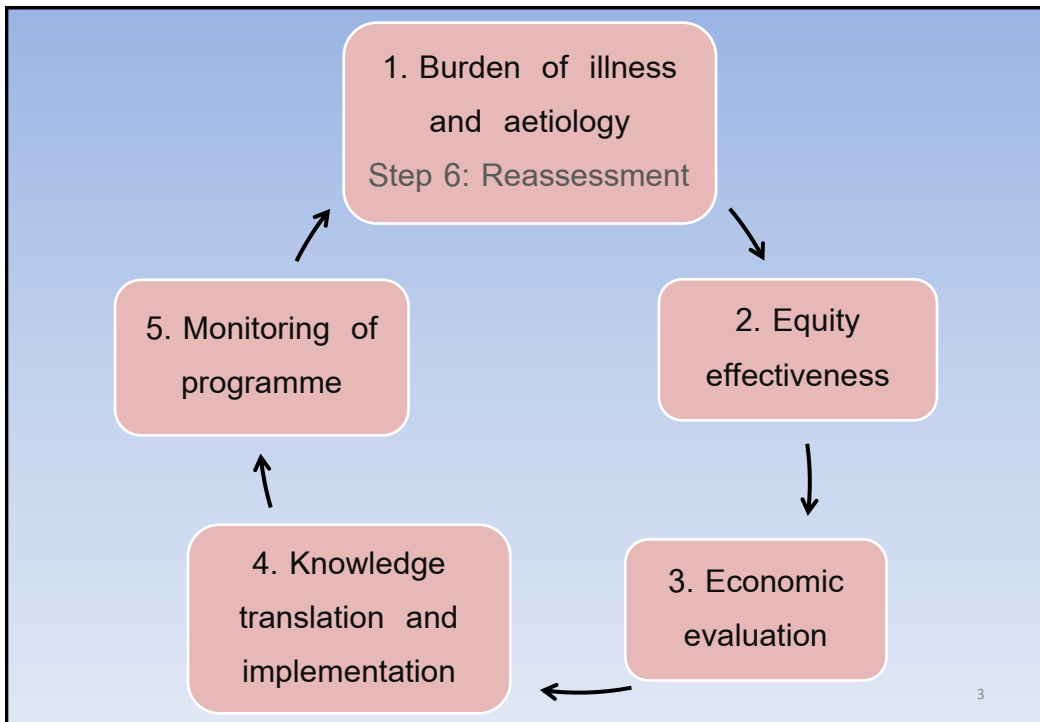 1. Burden of illness
and aetiology
Step 6: Reassessment
2. Equity
effectiveness
3. Economic
evaluation
4. Knowledge
translation and
implementation
5. Monitoring of
programme
3